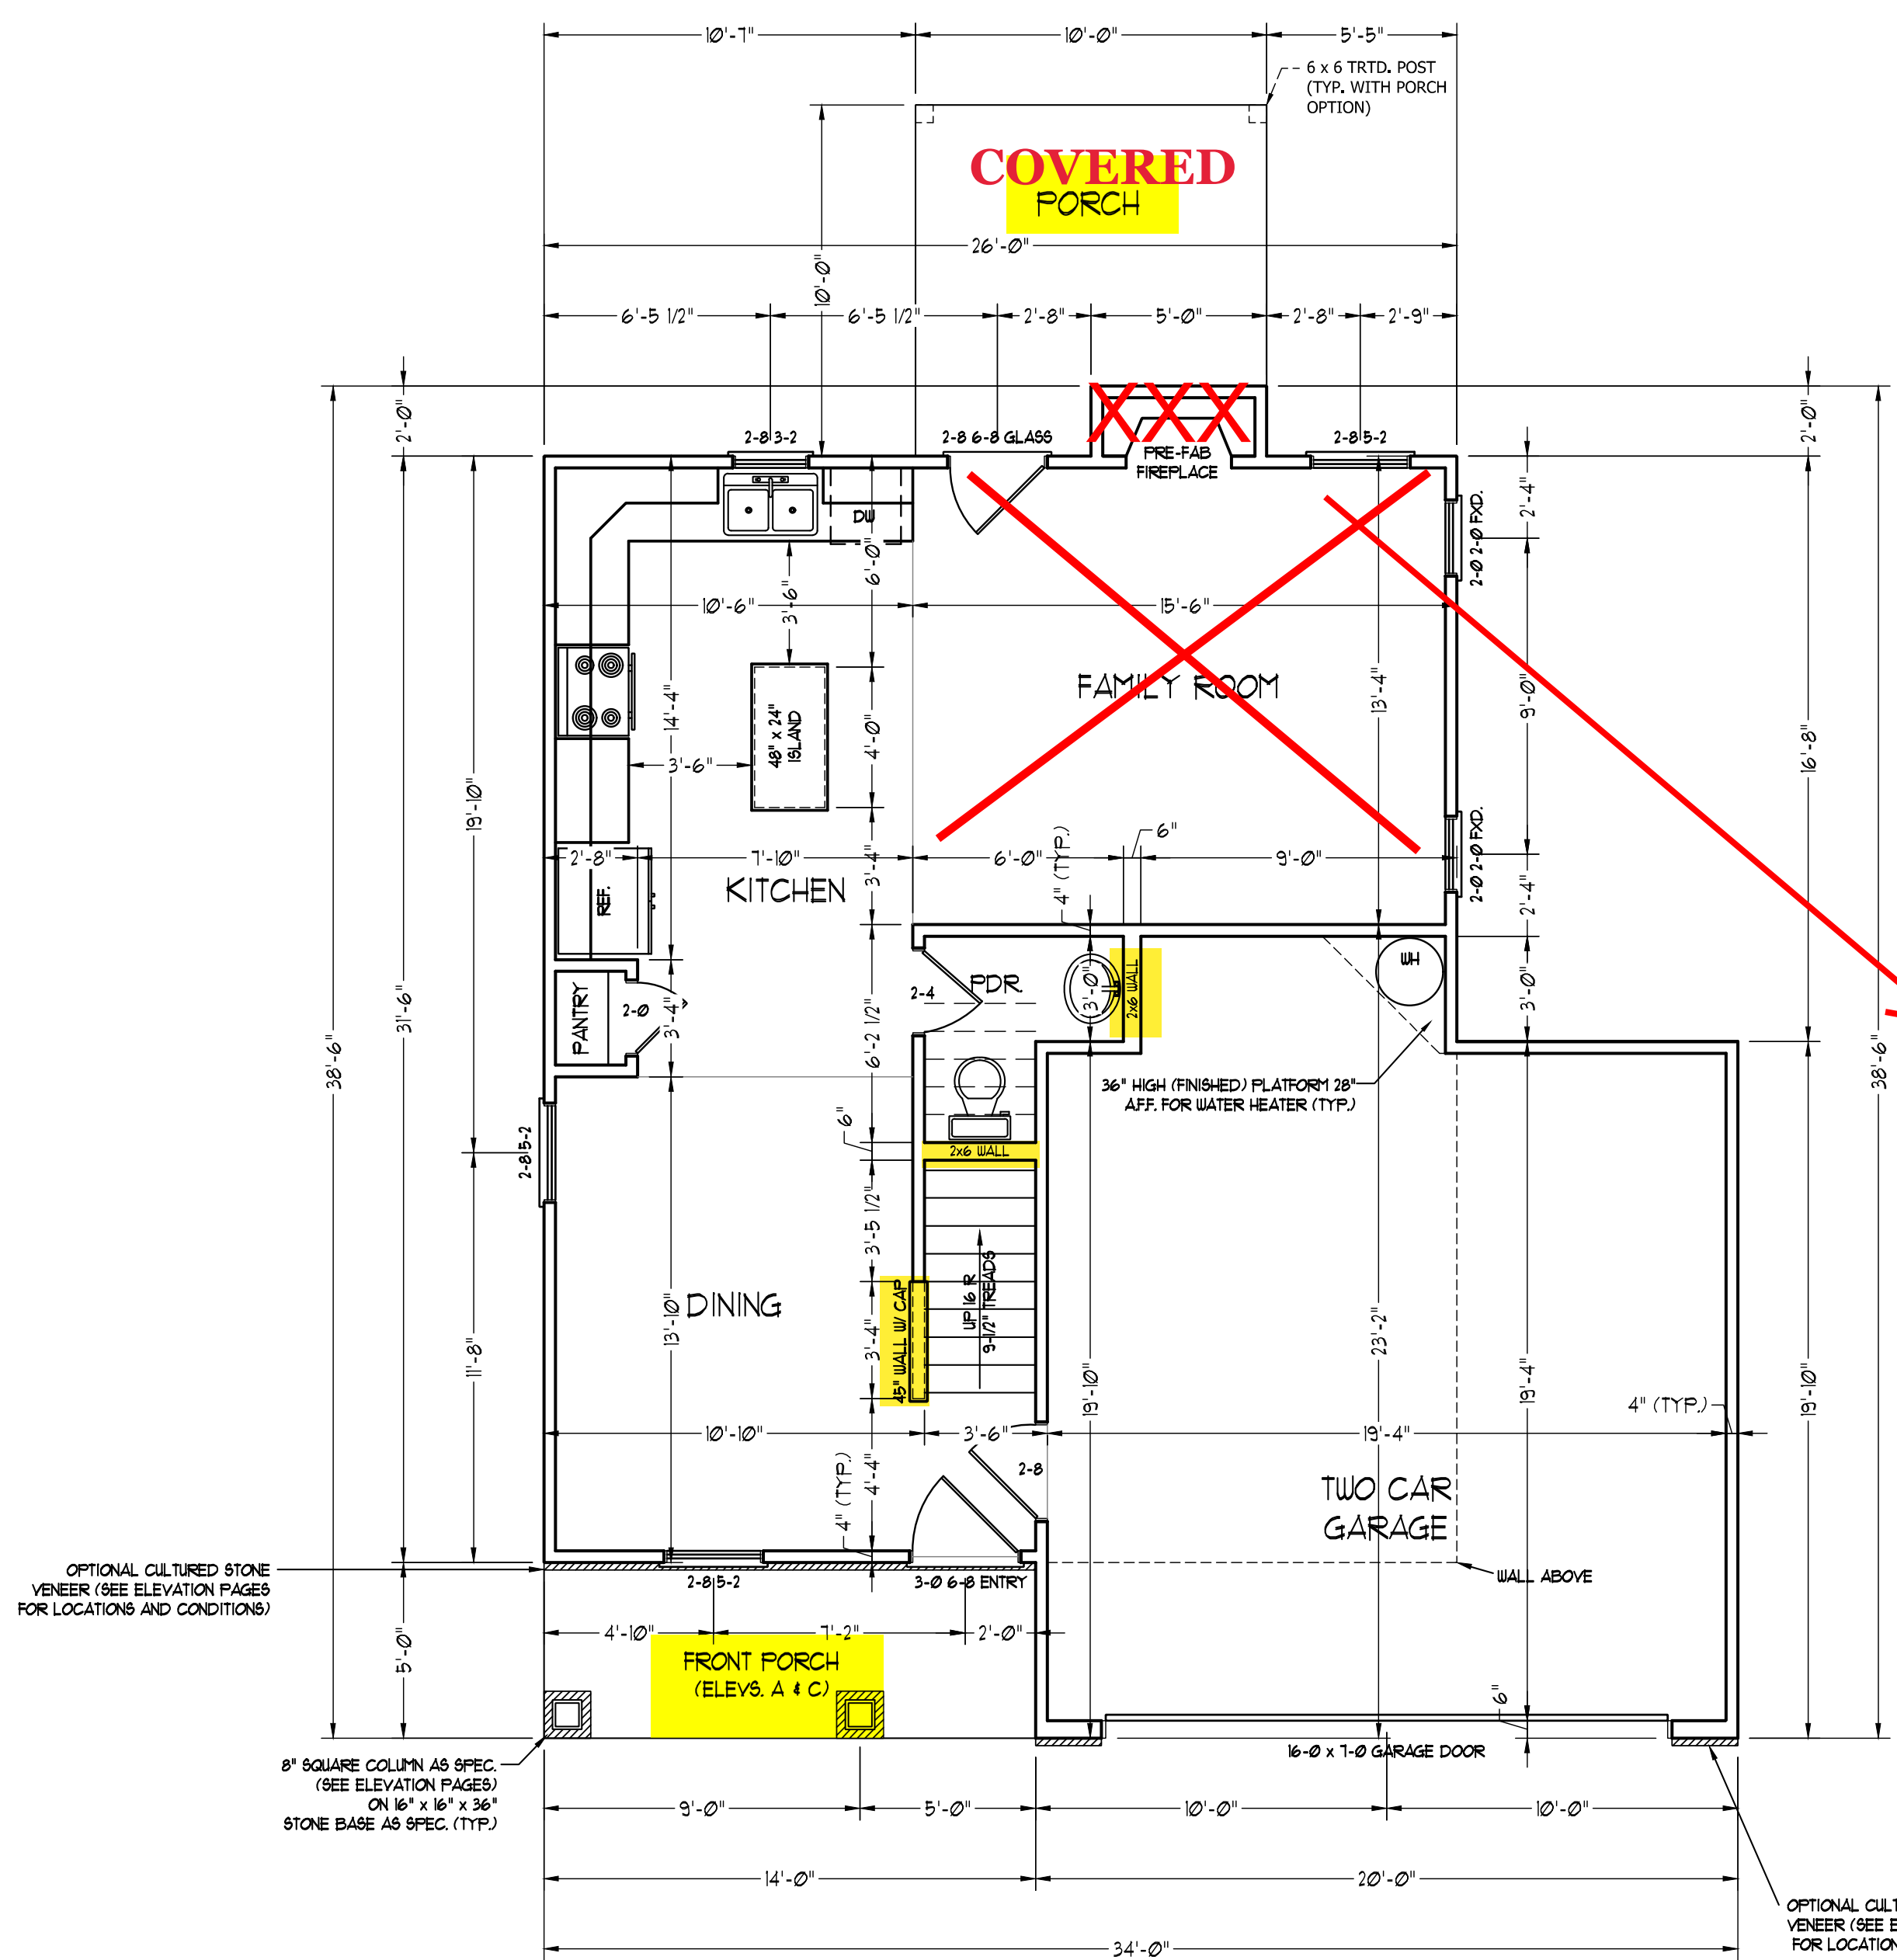 10'-7"
10'-0"
5'-5"
6 x 6 TRTD. POST
(TYP. WITH PORCH
OPTION)
COVERED
PORCH
26'-0"
10'-0"
6'-5 1/2"
6'-5 1/2"
2'-8"
5'-0"
2'-8"
2'-9"
2'-0"
2'-0"
2-8 3-2
2-8 6-8 GLASS
2-8 5-2
PRE-FAB
FIREPLACE
DW
2'-4"
2-0 2-0 FXD.
6'-0"
3'-6"
10'-6"
15'-6"
FAMILY ROOM
14'-4"
48" x 24"
ISLAND
4'-0"
13'-4"
9'-0"
16'-8"
3'-6"
19'-10"
2-0 2-0 FXD.
2'-8"
7'-10"
3'-4"
6'-0"
4" (TYP.)
6"
9'-0"
KITCHEN
REF.
2'-4"
WH
PDR.
2-4
3'-0"
2x6 WALL
3'-0"
PANTRY
2-0
3'-4"
6'-2 1/2"
31'-6"
38'-6"
38'-6"
36" HIGH (FINISHED) PLATFORM 28"
A.F.F. FOR WATER HEATER (TYP.)
6"
2-8 5-2
2x6 WALL
3'-5 1/2"
UP 16 R
9-1/2" TREADS
DINING
13'-10"
3'-4"
45" WALL W/ CAP
11'-8"
19'-10"
23'-2"
19'-4"
19'-10"
4" (TYP.)
10'-10"
3'-6"
19'-4"
4" (TYP.)
4'-4"
2-8
TWO CAR
GARAGE
OPTIONAL CULTURED STONE
VENEER (SEE ELEVATION PAGES
FOR LOCATIONS AND CONDITIONS)
2-8 5-2
3-0 6-8 ENTRY
WALL ABOVE
5'-0"
4'-10"
7'-2"
2'-0"
FRONT PORCH
(ELEVS. A & C)
6"
16-0 x 7-0 GARAGE DOOR
8" SQUARE COLUMN AS SPEC.
(SEE ELEVATION PAGES)
ON 16" x 16" x 36"
STONE BASE AS SPEC. (TYP.)
9'-0"
5'-0"
10'-0"
10'-0"
14'-0"
20'-0"
OPTIONAL CULT
VENEER (SEE E
FOR LOCATION
34'-0"